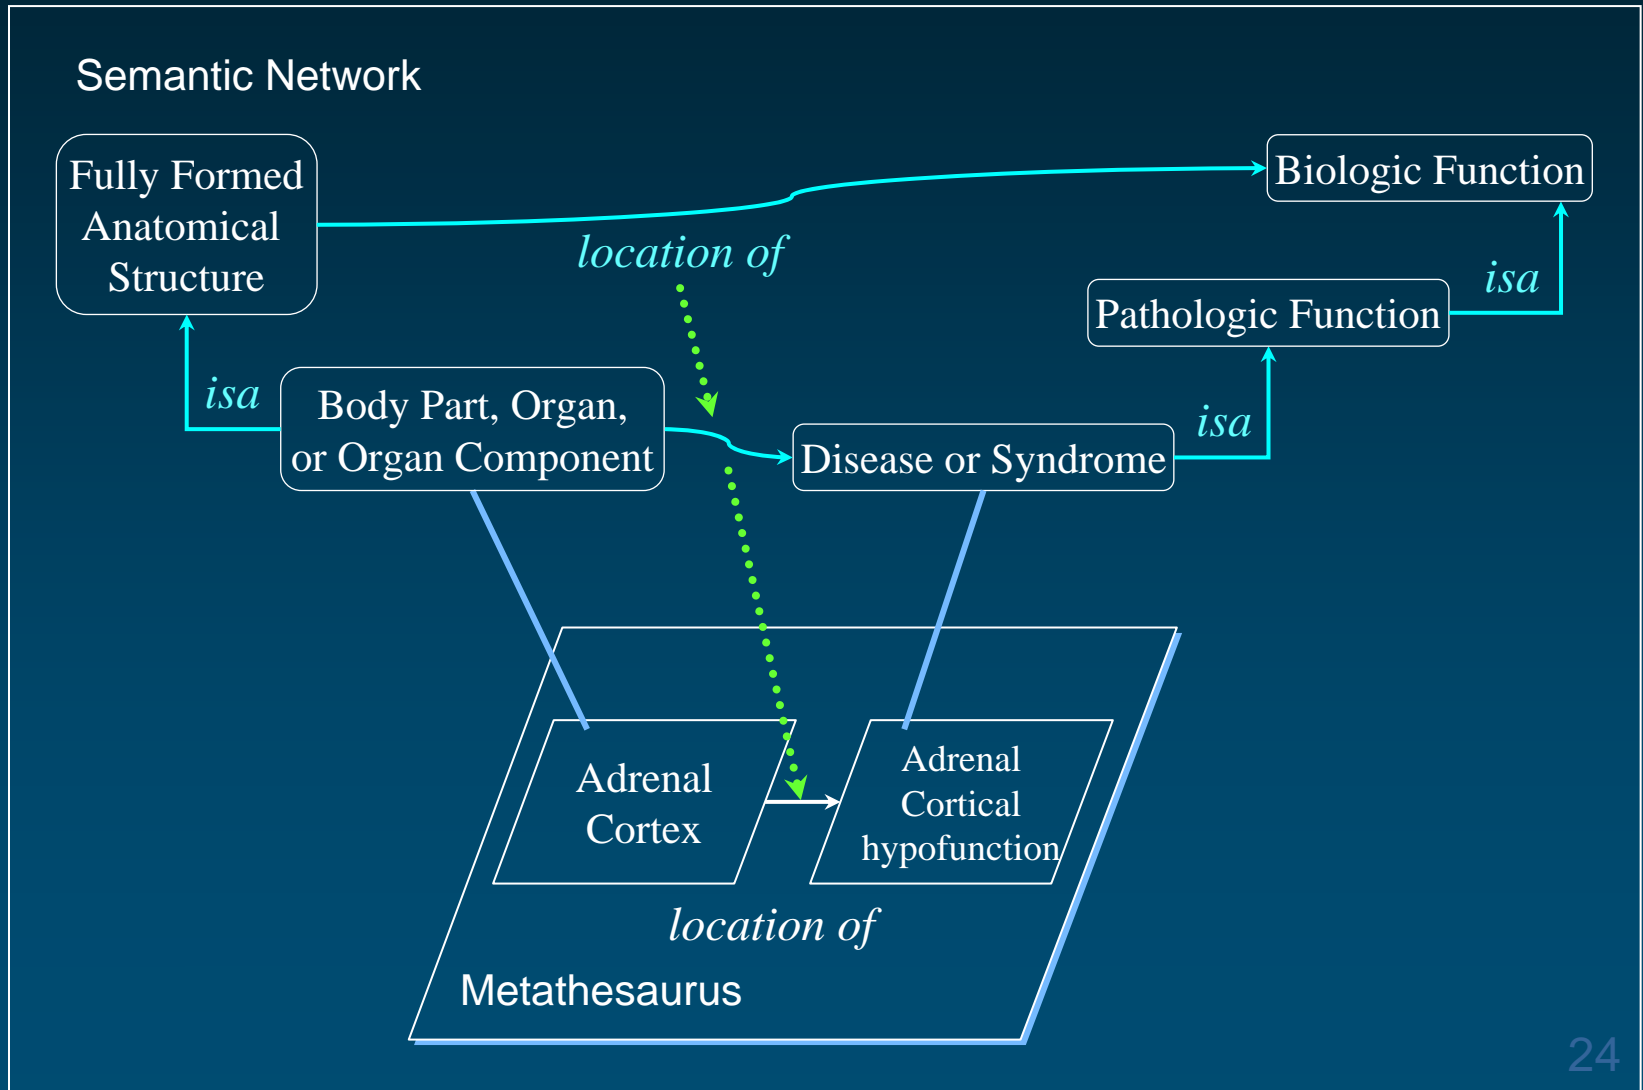 Semantic Network
Fully Formed
Anatomical
Structure
Biologic Function
location of
isa
Pathologic Function
isa
Body Part, Organ,
or Organ Component
isa
Disease or Syndrome
Adrenal
Cortex
Adrenal
Cortical
hypofunction
location of
Metathesaurus
24